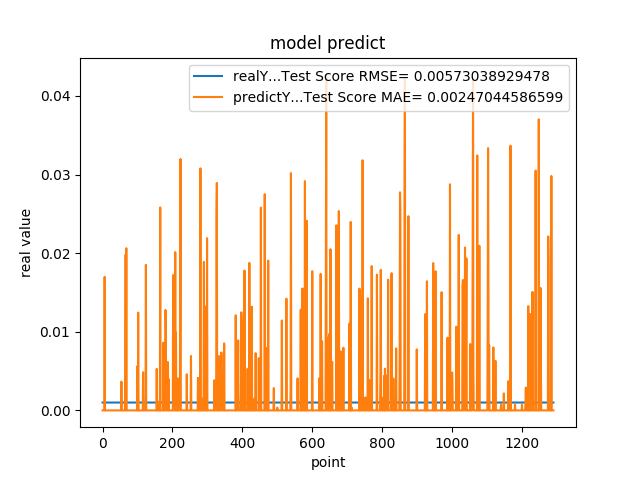 model predict
realY...Test Score RMSE= 0.00573038929478
predictY...Test Score MAE= 0.00247044586599
0.04
0.03
0.02
0.01
0.00
real value
0 200 400 600 800 1000 1200
point